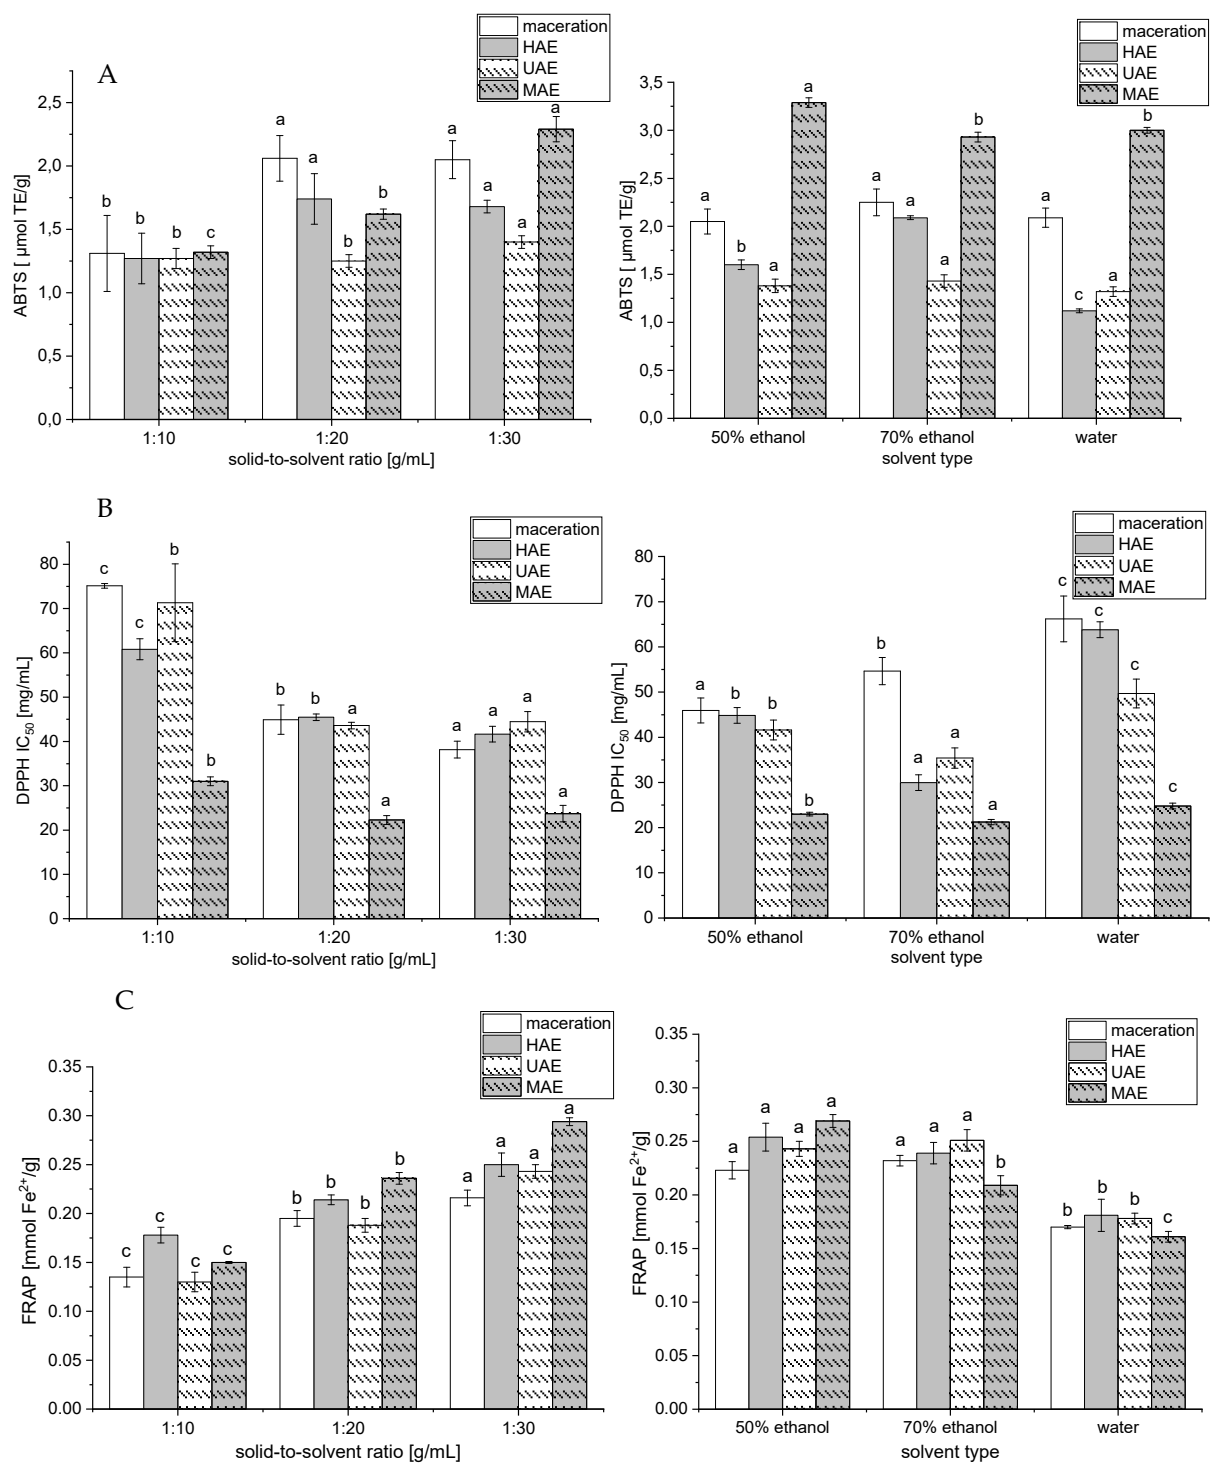 A
maceration
HAE
UAE
MAE
ABTS [ µmol TE/g]
2,5
2,0
1,5
1,0
0,5
0,0
b b b c
a a b b
a a a a
1:10 1:20 1:30
solid-to-solvent ratio [g/mL]
maceration
HAE
UAE
MAE
ABTS [ µmol TE/g]
3,5
3,0
2,5
2,0
1,5
1,0
0,5
0,0
a b a a
a a a b
a c a b
50% ethanol 70% ethanol water
solvent type
B
maceration
HAE
UAE
MAE
DPPH IC50 [mg/mL]
80
70
60
50
40
30
20
10
0
c c b b
b b a a
a a a a
1:10 1:20 1:30
solid-to-solvent ratio [g/mL]
maceration
HAE
UAE
MAE
DPPH IC50 [mg/mL]
80
70
60
50
40
30
20
10
0
a b b b
b a a a
c c c c
50% ethanol 70% ethanol water
solvent type
C
maceration
HAE
UAE
MAE
FRAP [mmol Fe2+/g]
0.35
0.30
0.25
0.20
0.15
0.10
0.05
0.00
c c c c
b b b b
a a a a
1:10 1:20 1:30
solid-to-solvent ratio [g/mL]
maceration
HAE
UAE
MAE
FRAP [mmol Fe2+/g]
0.35
0.30
0.25
0.20
0.15
0.10
0.05
0.00
a a a a
a a a b
b b b c
50% ethanol 70% ethanol water
solvent type